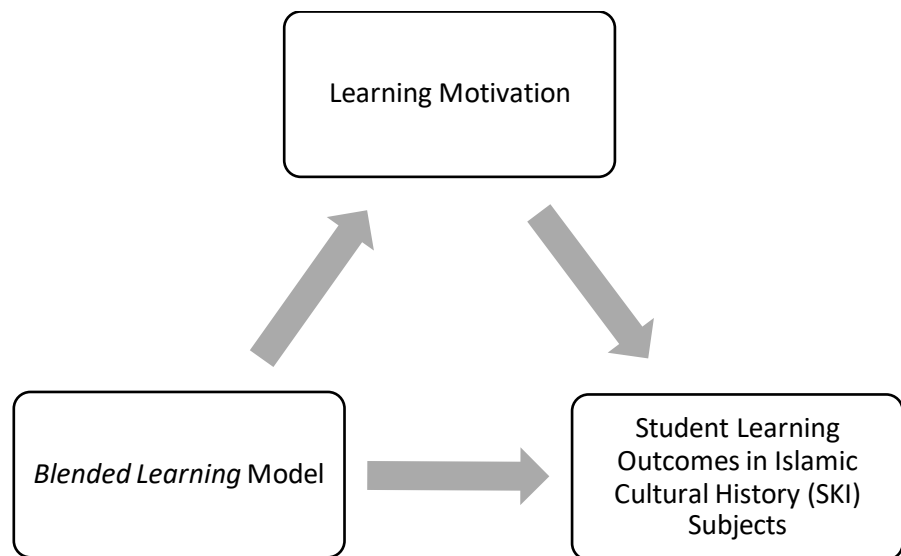 Learning Motivation
Blended Learning Model
Student Learning
Outcomes in Islamic
Cultural History (SKI)
Subjects